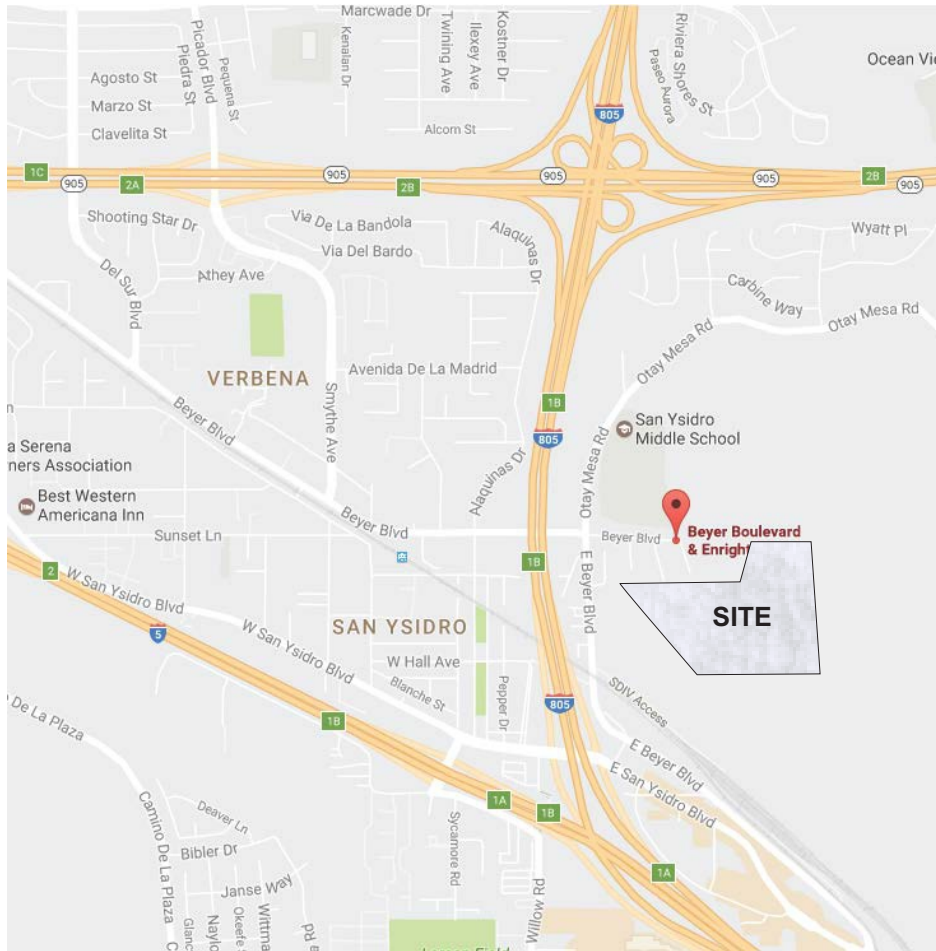 Marcwade Dr
Twining Ave
Ilexey Ave
Kostner Dr
Riviera Shores St
Paseo Aurora
Ocean Vie
Picador Blvd
Piedra St
Pequena St
Kenalan Dr
Agosto St
Marzo St
Clavelita St
Alcorn St
805
1C
905
2A
905
2B
905
905
2B
905
Shooting Star Dr
Via De La Bandola
Via Del Bardo
Alaquinas Dr
Wyatt Pl
Del Sur Blvd
Athey Ave
Carbine Way
Otay Mesa Rd
Otay Mesa Rd
VERBENA
Avenida De La Madrid
Smythe Ave
Beyer Blvd
1B
805
San Ysidro
Middle School
a Serena
ners Association
Best Western
Americana Inn
Alaquinas Dr
Otay Mesa Rd
Beyer Blvd
Beyer Blvd
Beyer Boulevard
& Enright
Sunset Ln
1B
E Beyer Blvd
2
W San Ysidro Blvd
5
SAN YSIDRO
SITE
W San Ysidro Blvd
W Hall Ave
Blanche St
Pepper Dr
SDIV Access
805
1B
De La Plaza
E Beyer Blvd
E San Ysidro Blvd
1A
1B
Camino De La Plaza
Deaver Ln
Bibler Dr
Sycamore Rd
Willow Rd
1A
Janse Way
Glanc
Naylo
Okeefe S
Wittma
a Rd